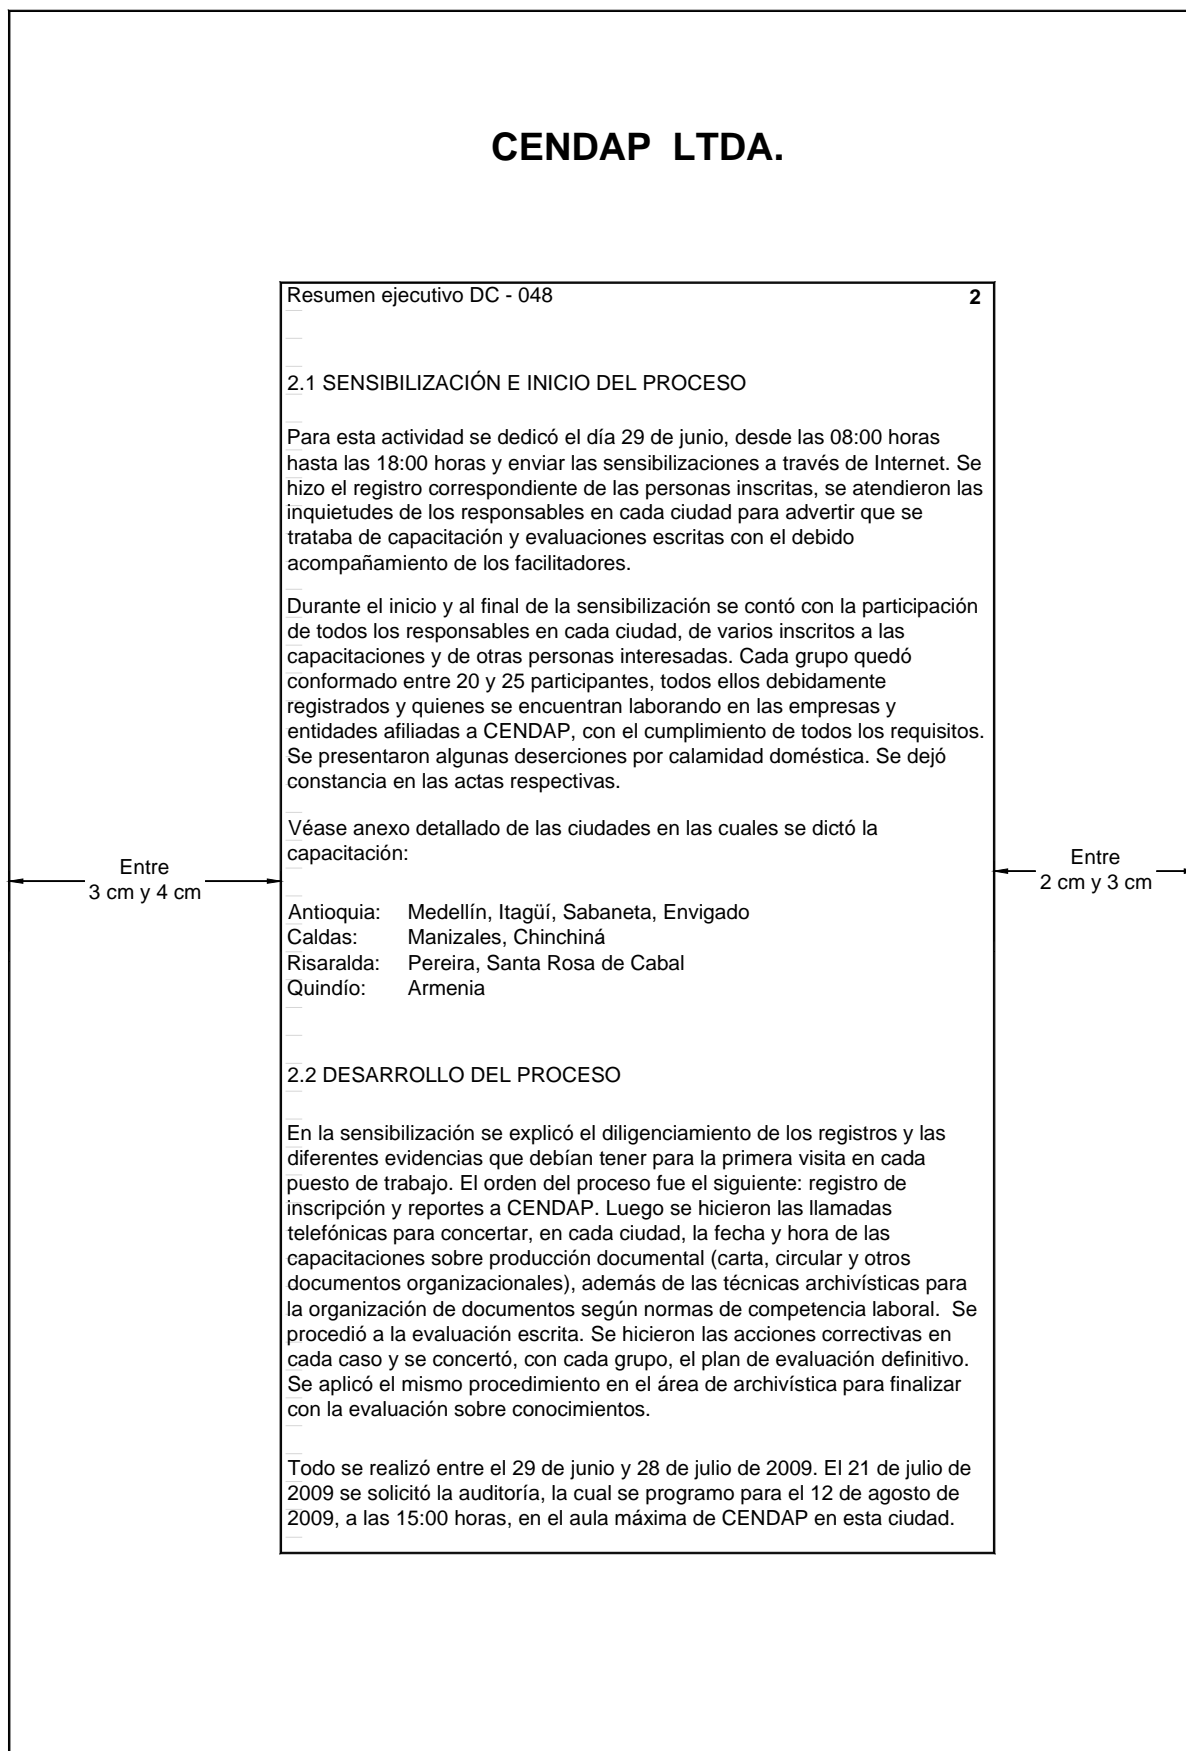 CENDAP LTDA.
Resumen ejecutivo DC - 048 2
2.1 SENSIBILIZACIÓN E INICIO DEL PROCESO
Para esta actividad se dedicó el día 29 de junio, desde las 08:00 horas
hasta las 18:00 horas y enviar las sensibilizaciones a través de Internet. Se
hizo el registro correspondiente de las personas inscritas, se atendieron las
inquietudes de los responsables en cada ciudad para advertir que se
trataba de capacitación y evaluaciones escritas con el debido
acompañamiento de los facilitadores.
Durante el inicio y al final de la sensibilización se contó con la participación
de todos los responsables en cada ciudad, de varios inscritos a las
capacitaciones y de otras personas interesadas. Cada grupo quedó
conformado entre 20 y 25 participantes, todos ellos debidamente
registrados y quienes se encuentran laborando en las empresas y
entidades afiliadas a CENDAP, con el cumplimiento de todos los requisitos.
Se presentaron algunas deserciones por calamidad doméstica. Se dejó
constancia en las actas respectivas.
Véase anexo detallado de las ciudades en las cuales se dictó la
capacitación:
Entre
3 cm y 4 cm
Entre
2 cm y 3 cm
Antioquia: Medellín, Itagüí, Sabaneta, Envigado
Caldas: Manizales, Chinchiná
Risaralda: Pereira, Santa Rosa de Cabal
Quindío: Armenia
2.2 DESARROLLO DEL PROCESO
En la sensibilización se explicó el diligenciamiento de los registros y las
diferentes evidencias que debían tener para la primera visita en cada
puesto de trabajo. El orden del proceso fue el siguiente: registro de
inscripción y reportes a CENDAP. Luego se hicieron las llamadas
telefónicas para concertar, en cada ciudad, la fecha y hora de las
capacitaciones sobre producción documental (carta, circular y otros
documentos organizacionales), además de las técnicas archivísticas para
la organización de documentos según normas de competencia laboral. Se
procedió a la evaluación escrita. Se hicieron las acciones correctivas en
cada caso y se concertó, con cada grupo, el plan de evaluación definitivo.
Se aplicó el mismo procedimiento en el área de archivística para finalizar
con la evaluación sobre conocimientos.
Todo se realizó entre el 29 de junio y 28 de julio de 2009. El 21 de julio de
2009 se solicitó la auditoría, la cual se programo para el 12 de agosto de
2009, a las 15:00 horas, en el aula máxima de CENDAP en esta ciudad.